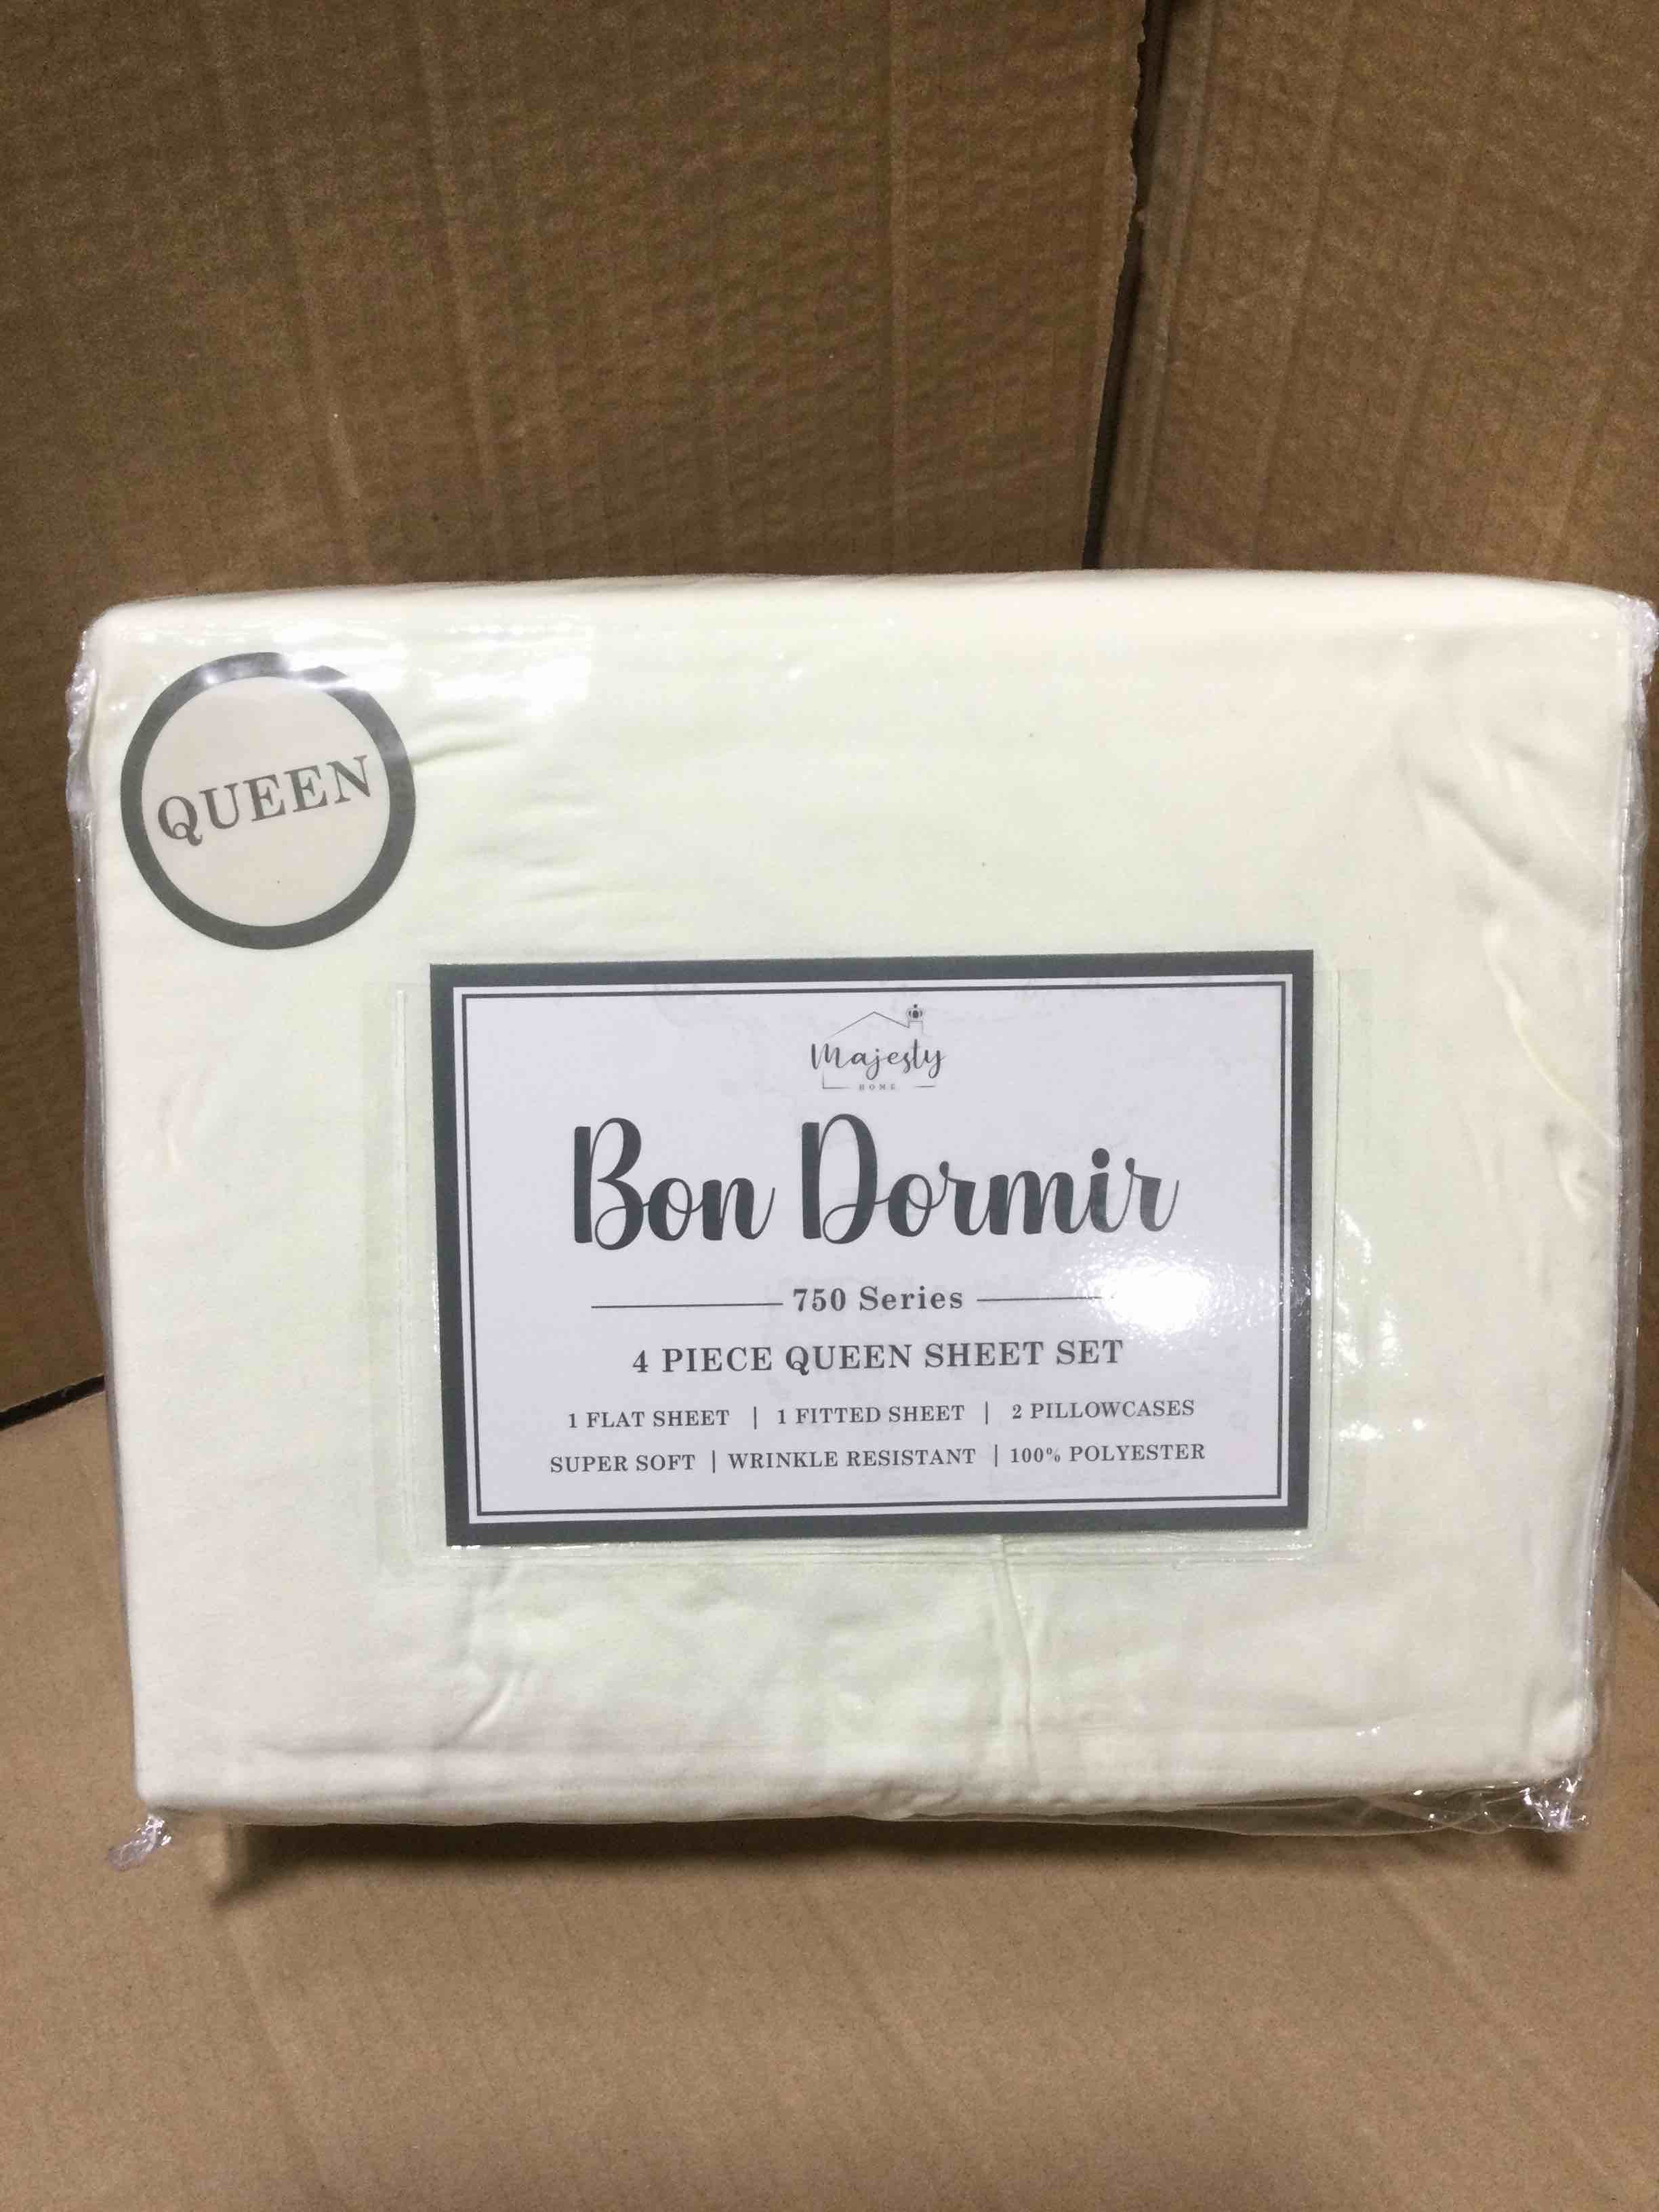 QUEEN
Majesty
HOME
Bon Dormir
750 Series
4 PIECE QUEEN SHEET SET
1 FLAT SHEET | 1 FITTED SHEET | 2 PILLOWCASES
SUPER SOFT | WRINKLE RESISTANT | 100% POLYESTER